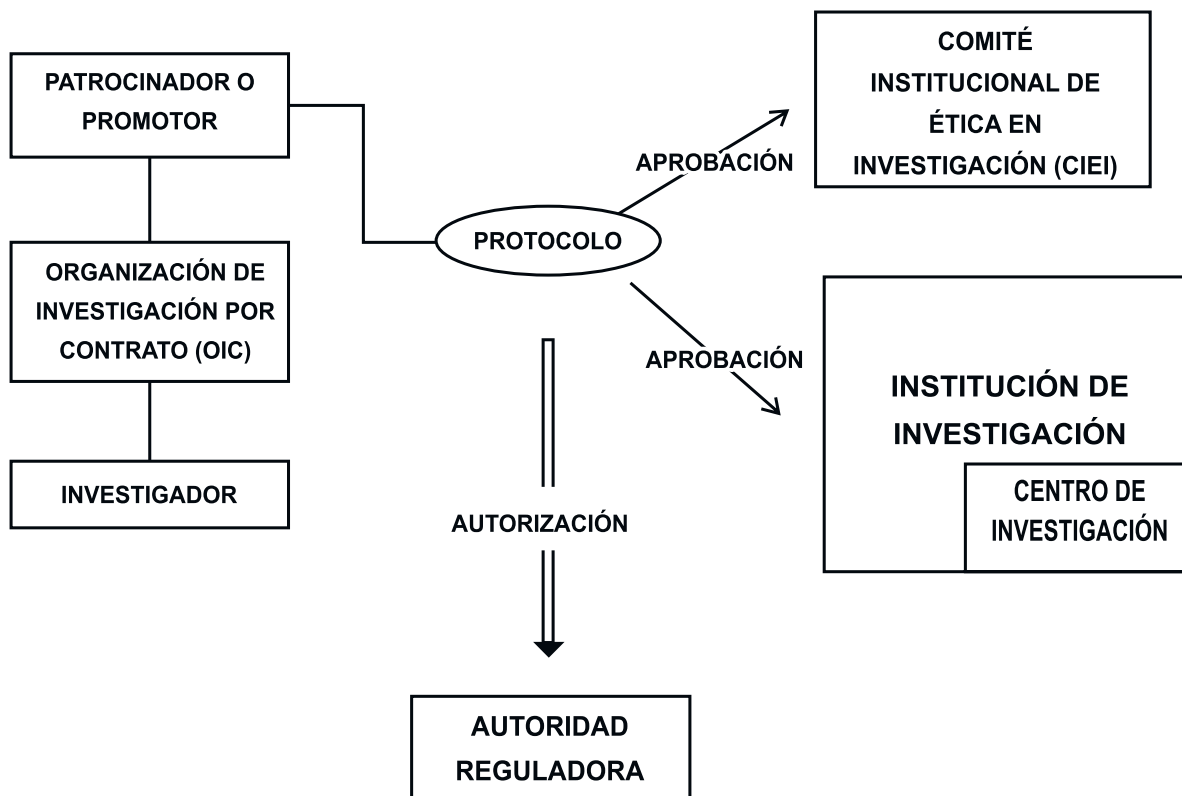 PATROCINADOR O
PROMOTOR
ORGANIZACIÓN DE
INVESTIGACIÓN POR
CONTRATO (OIC)
INVESTIGADOR
PROTOCOLO
APROBACIÓN
COMITÉ
INSTITUCIONAL DE
ÉTICA EN
INVESTIGACIÓN (CIEI)
APROBACIÓN
INSTITUCIÓN DE
INVESTIGACIÓN
CENTRO DE
INVESTIGACIÓN
AUTORIZACIÓN
AUTORIDAD
REGULADORA